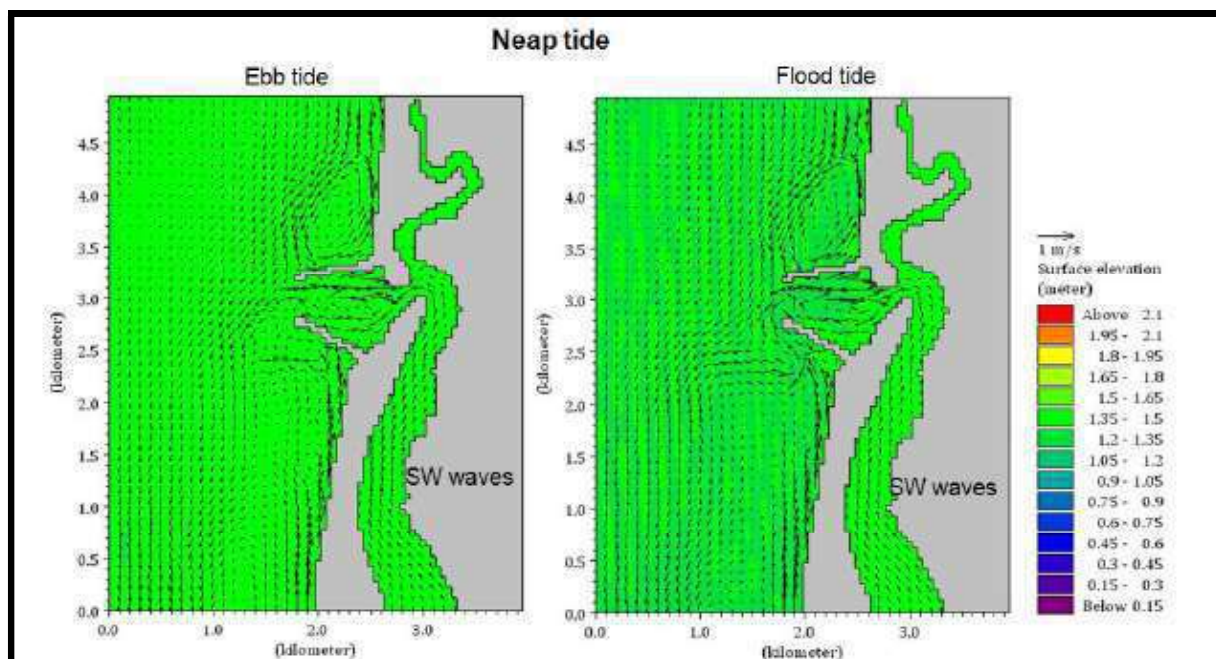 Neap tide
Ebb tide
Flood tide
4.5
4.0
3.5
3.0
2.5
2.0
1.5
1.0
0.5
0.0
(kilometer)
0.0 1.0 2.0 3.0
(kilometer)
SW waves
4.5
4.0
3.5
3.0
2.5
2.0
1.5
1.0
0.5
0.0
(kilometer)
0.0 1.0 2.0 3.0
(kilometer)
SW waves
1 m/s
Surface elevation
(meter)
Above 2.1
1.95 - 2.1
1.8 - 1.95
1.65 - 1.8
1.5 - 1.65
1.35 - 1.5
1.2 - 1.35
1.05 - 1.2
0.9 - 1.05
0.75 - 0.9
0.6 - 0.75
0.45 - 0.6
0.3 - 0.45
0.15 - 0.3
Below 0.15